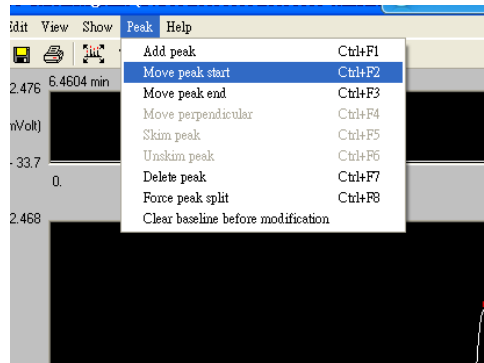 Edit View Show Peak Help
2.476 6.4604 min
mVolt)
- 33.7
0.
2.468
Add peak Ctrl+F1
Move peak start Ctrl+F2
Move peak end Ctrl+F3
Move perpendicular Ctrl+F4
Skim peak Ctrl+F5
Unskim peak Ctrl+F6
Delete peak Ctrl+F7
Force peak split Ctrl+F8
Clear baseline before modification